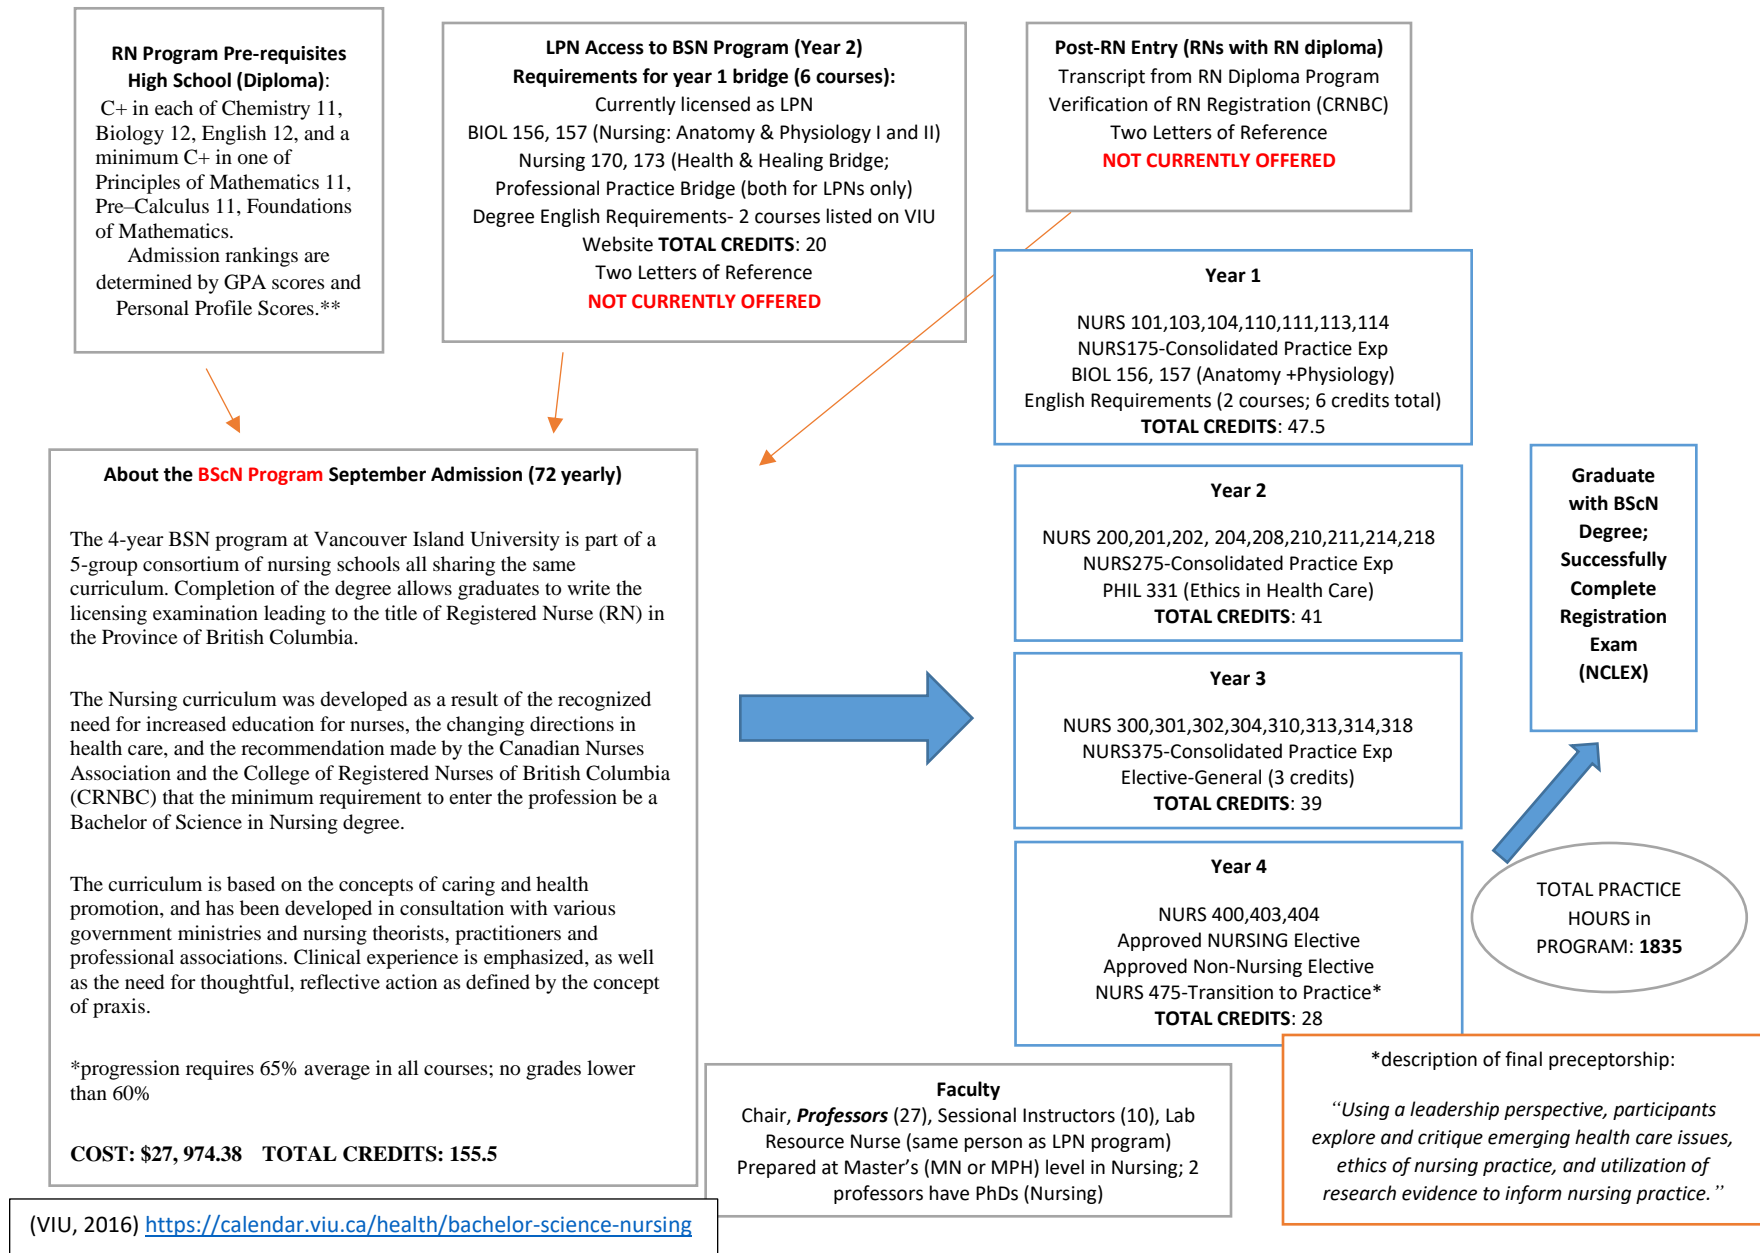 RN Program Pre-requisites
High School (Diploma):
C+ in each of Chemistry 11,
Biology 12, English 12, and a
minimum C+ in one of
Principles of Mathematics 11,
Pre–Calculus 11, Foundations
of Mathematics.
Admission rankings are
determined by GPA scores and
Personal Profile Scores.**
LPN Access to BSN Program (Year 2)
Requirements for year 1 bridge (6 courses):
Currently licensed as LPN
BIOL 156, 157 (Nursing: Anatomy & Physiology I and II)
Nursing 170, 173 (Health & Healing Bridge;
Professional Practice Bridge (both for LPNs only)
Degree English Requirements- 2 courses listed on VIU
Website TOTAL CREDITS: 20
Two Letters of Reference
NOT CURRENTLY OFFERED
Post-RN Entry (RNs with RN diploma)
Transcript from RN Diploma Program
Verification of RN Registration (CRNBC)
Two Letters of Reference
NOT CURRENTLY OFFERED
About the BScN Program September Admission (72 yearly)
The 4-year BSN program at Vancouver Island University is part of a
5-group consortium of nursing schools all sharing the same
curriculum. Completion of the degree allows graduates to write the
licensing examination leading to the title of Registered Nurse (RN) in
the Province of British Columbia.
The Nursing curriculum was developed as a result of the recognized
need for increased education for nurses, the changing directions in
health care, and the recommendation made by the Canadian Nurses
Association and the College of Registered Nurses of British Columbia
(CRNBC) that the minimum requirement to enter the profession be a
Bachelor of Science in Nursing degree.
The curriculum is based on the concepts of caring and health
promotion, and has been developed in consultation with various
government ministries and nursing theorists, practitioners and
professional associations. Clinical experience is emphasized, as well
as the need for thoughtful, reflective action as defined by the concept
of praxis.
*progression requires 65% average in all courses; no grades lower
than 60%
COST: $27, 974.38 TOTAL CREDITS: 155.5
(VIU, 2016) https://calendar.viu.ca/health/bachelor-science-nursing
Year 1
NURS 101,103,104,110,111,113,114
NURS175-Consolidated Practice Exp
BIOL 156, 157 (Anatomy +Physiology)
English Requirements (2 courses; 6 credits total)
TOTAL CREDITS: 47.5
Year 2
NURS 200,201,202, 204,208,210,211,214,218
NURS275-Consolidated Practice Exp
PHIL 331 (Ethics in Health Care)
TOTAL CREDITS: 41
Year 3
NURS 300,301,302,304,310,313,314,318
NURS375-Consolidated Practice Exp
Elective-General (3 credits)
TOTAL CREDITS: 39
Year 4
NURS 400,403,404
Approved NURSING Elective
Approved Non-Nursing Elective
NURS 475-Transition to Practice*
TOTAL CREDITS: 28
Graduate
with BScN
Degree;
Successfully
Complete
Registration
Exam
(NCLEX)
TOTAL PRACTICE
HOURS in
PROGRAM: 1835
Faculty
Chair, Professors (27), Sessional Instructors (10), Lab
Resource Nurse (same person as LPN program)
Prepared at Master's (MN or MPH) level in Nursing; 2
professors have PhDs (Nursing)
*description of final preceptorship:
“Using a leadership perspective, participants
explore and critique emerging health care issues,
ethics of nursing practice, and utilization of
research evidence to inform nursing practice.”